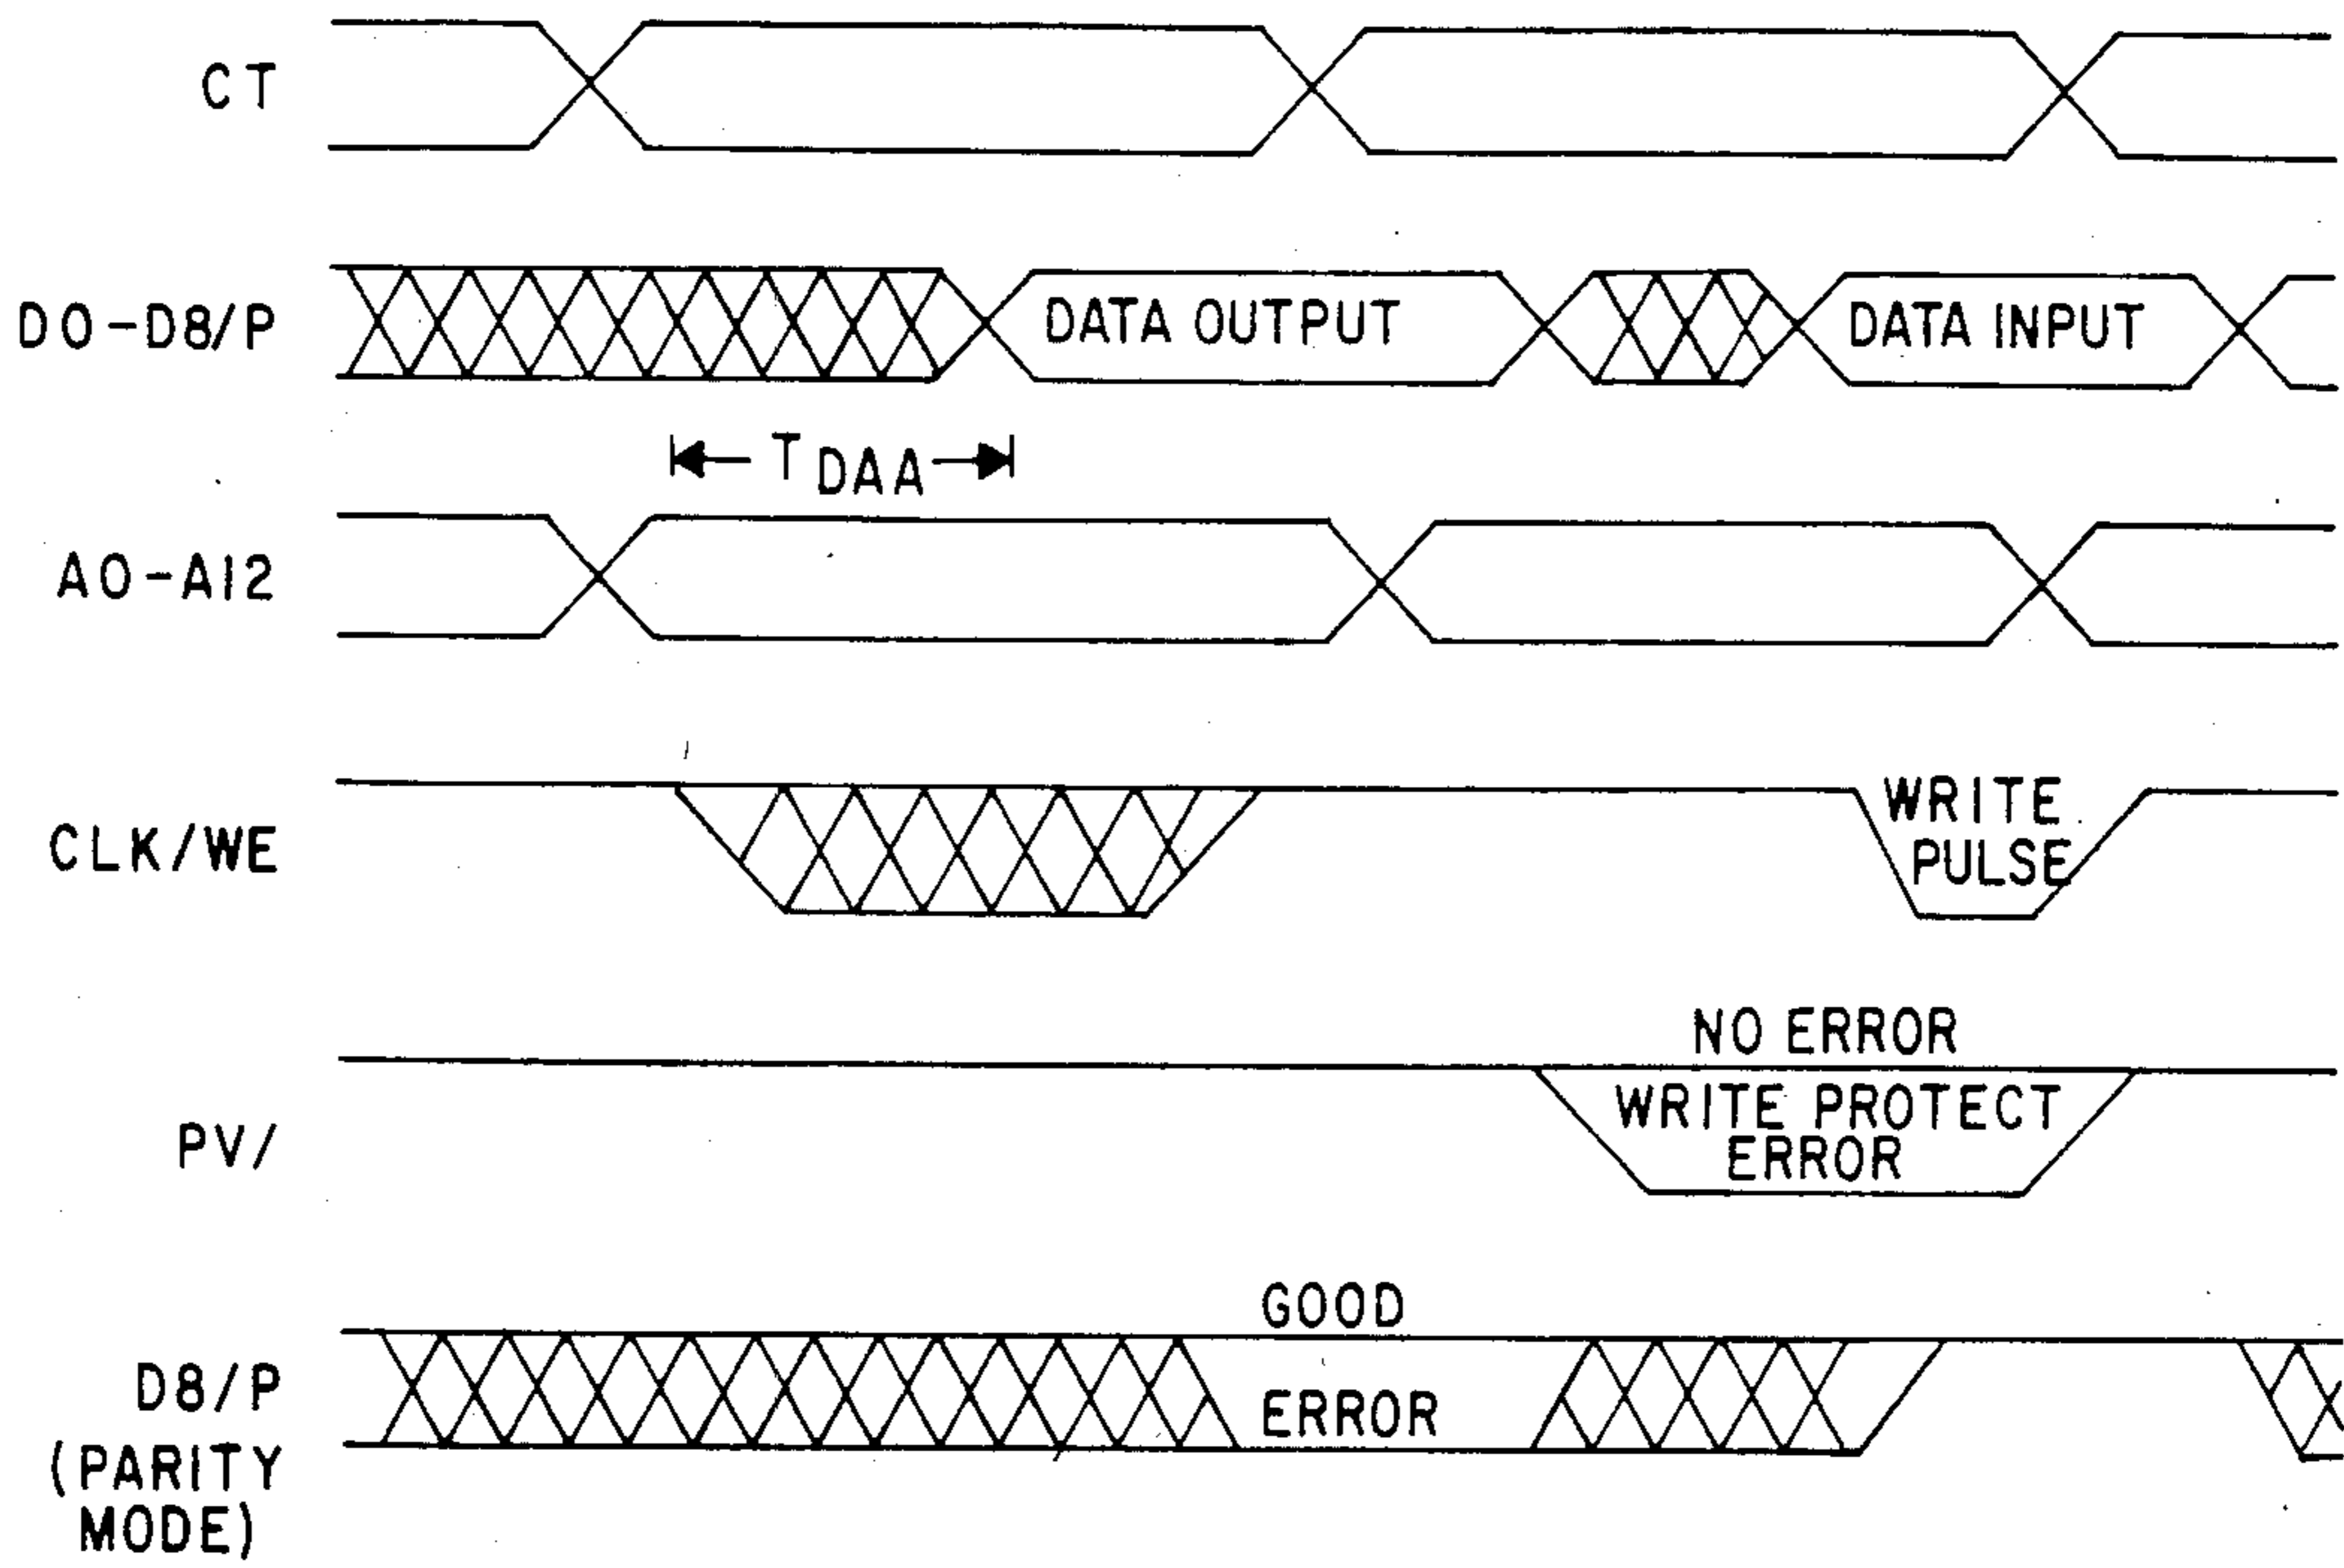 CT
D0-D8/P
DATA OUTPUT
DATA INPUT
TDAA
A0-A12
CLK/WE
WRITE
PULSE
NO ERROR
PV/
WRITE PROTECT
ERROR
GOOD
D8/P
ERROR
(PARITY
MODE)